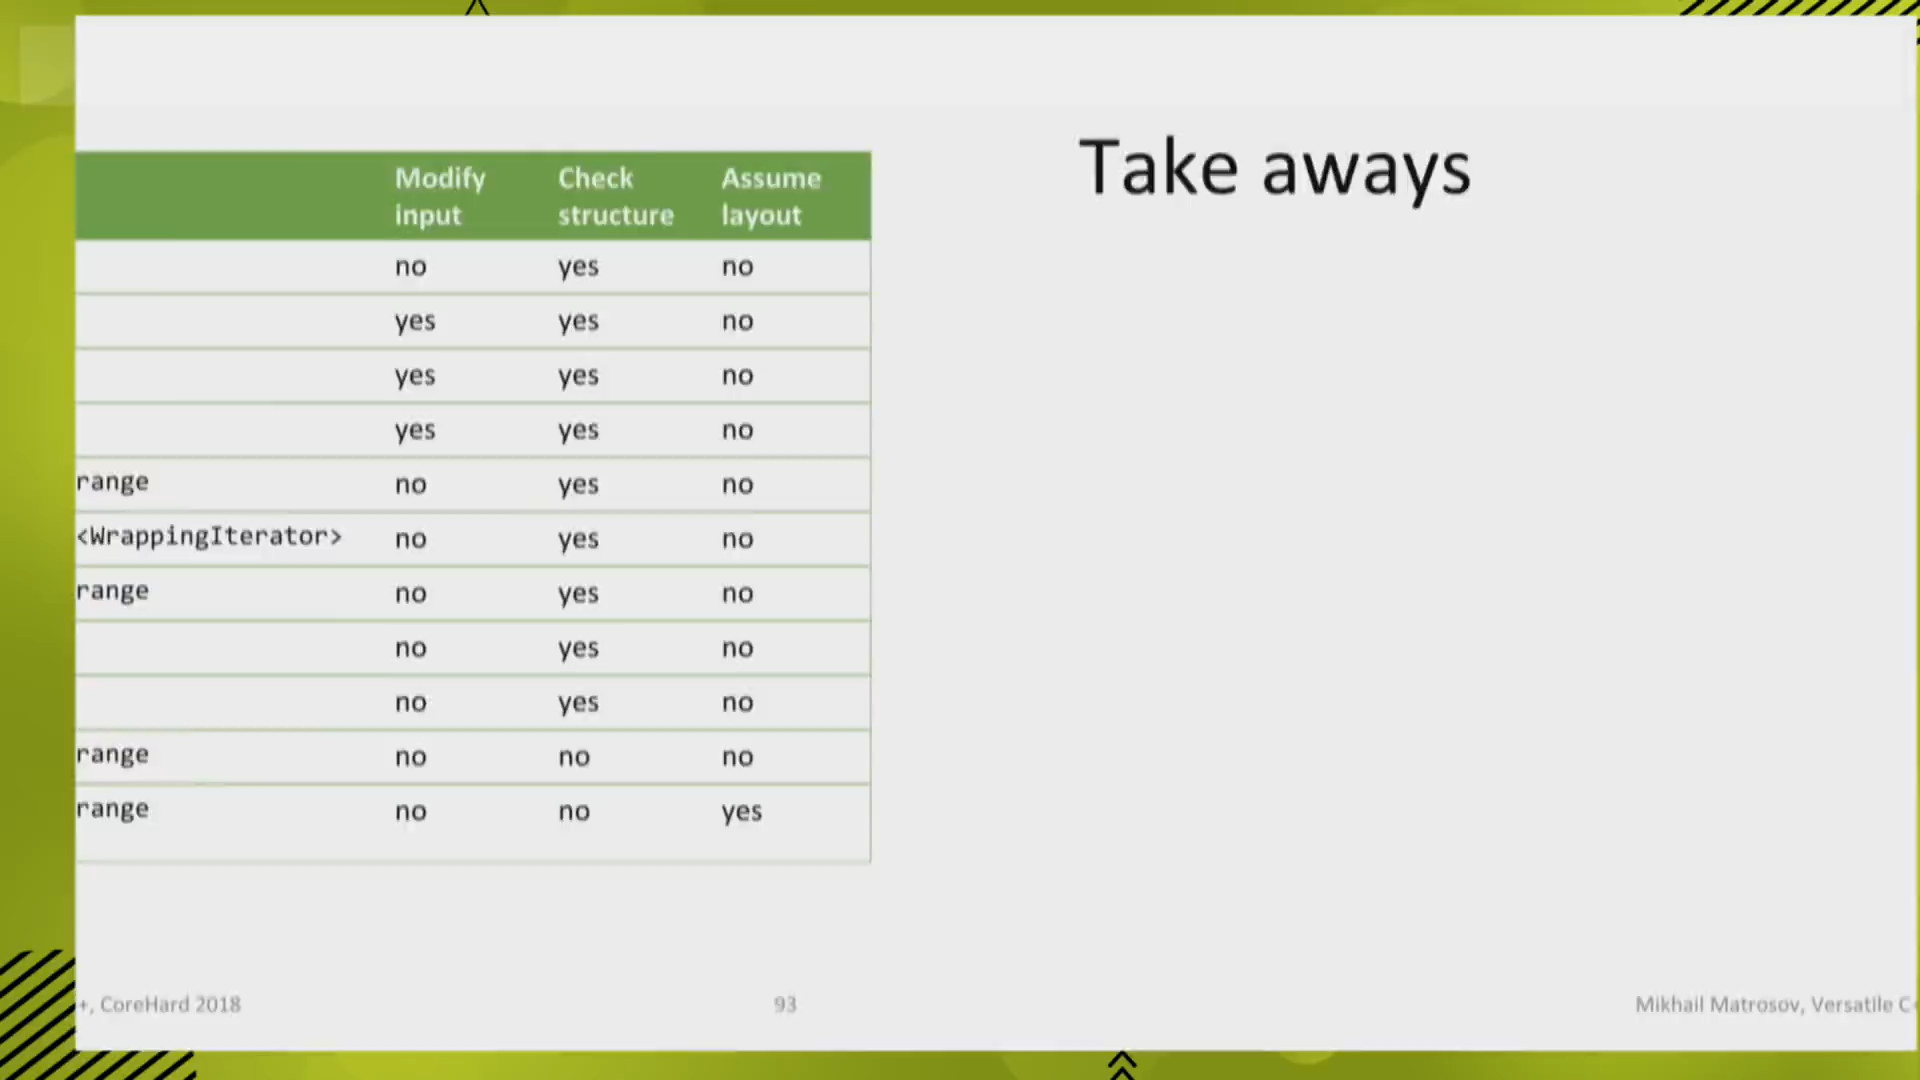 Modify Check Assume
input structure layout
no yes no
yes yes no
yes yes no
yes yes no
range no yes no
<WrappingIterator> no yes no
range no yes no
no yes no
no yes no
range no no no
range no no yes
+, CoreHard 2018
93
Take aways
Mikhail Matrosov, Versatile C